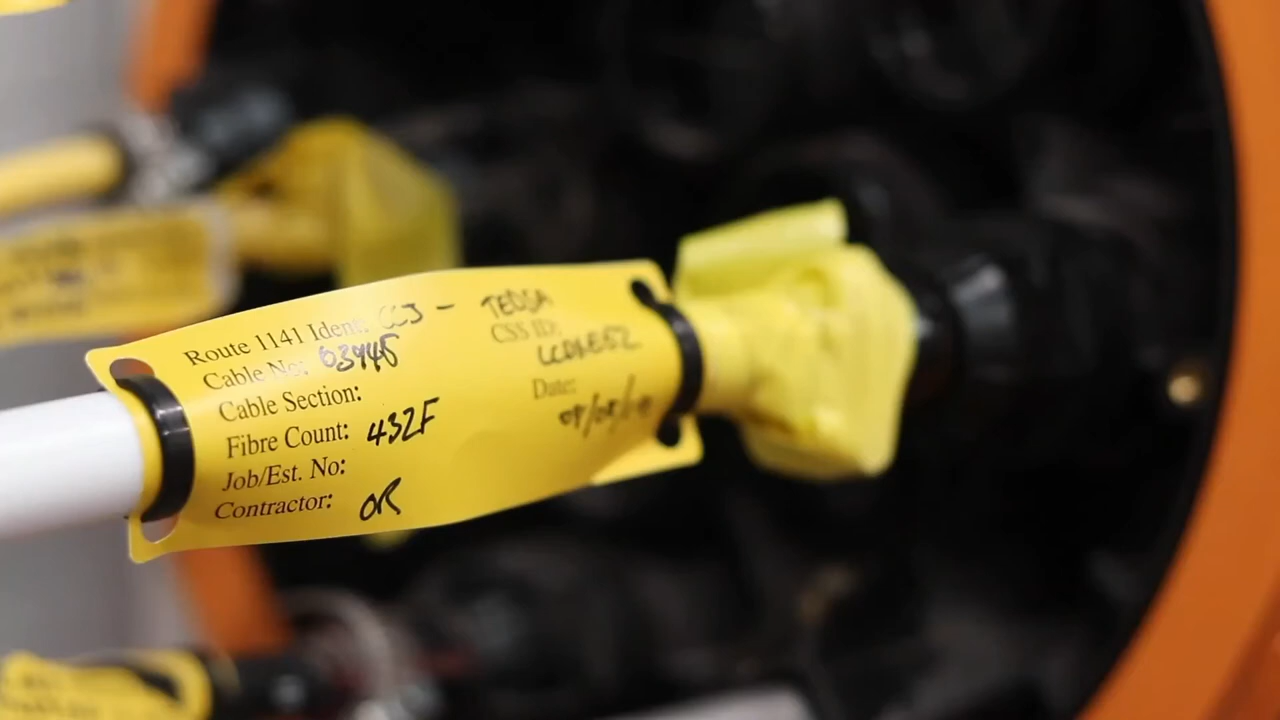 Route 1141 Ident: CCJ - TEDSA
Cable No: 63445
CSS ID:
Cable Section:
Date:
Fibre Count: 432F
Job/Est. No:
Contractor: OR